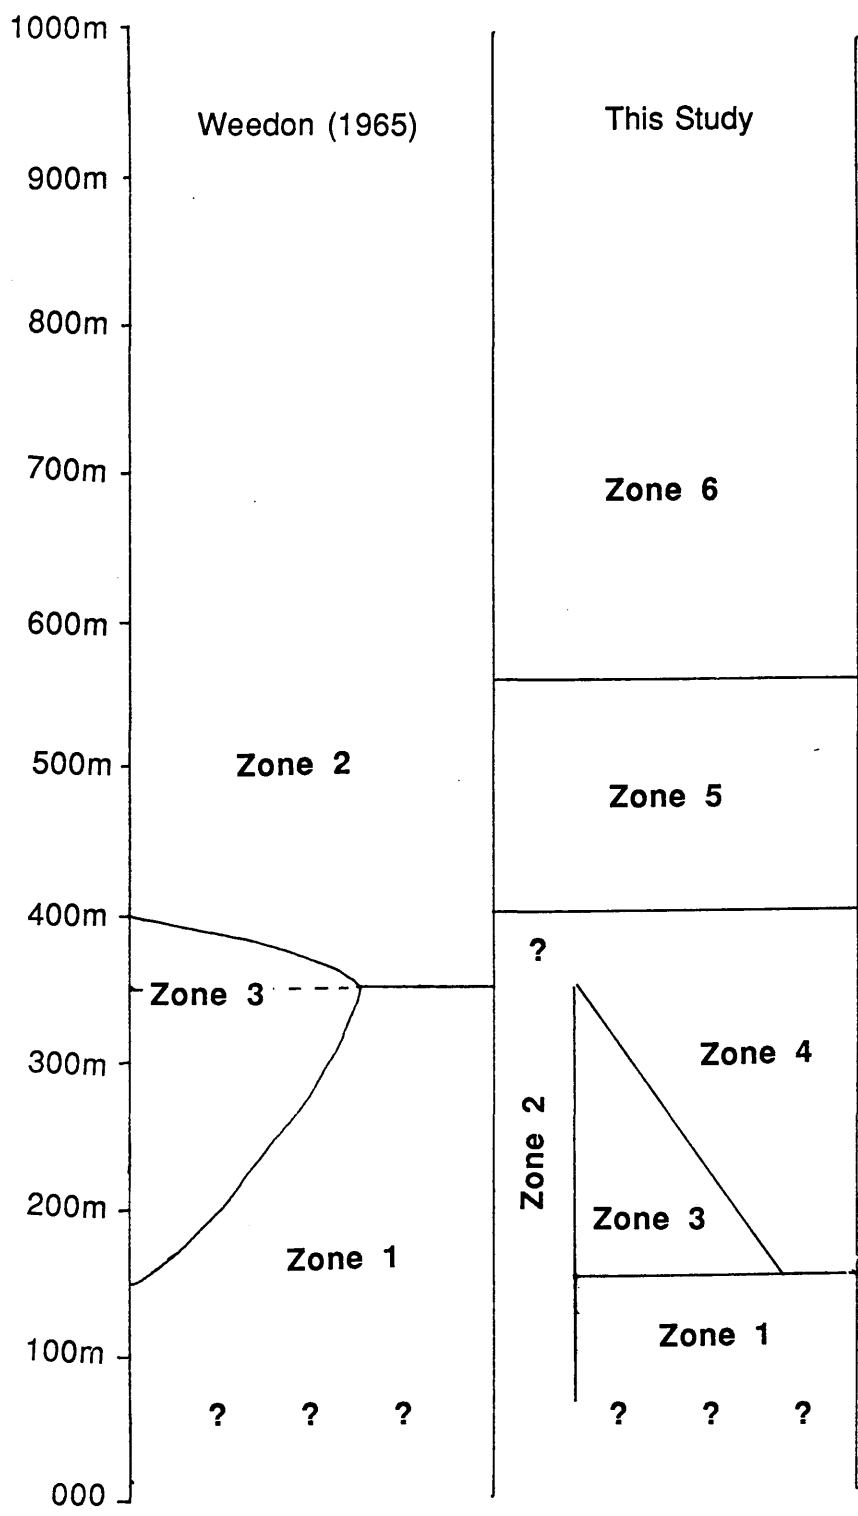 1000m
Weedon (1965)
This Study
900m
800m
700m
Zone 6
600m
500m
Zone 2
Zone 5
400m
?
Zone 3
300m
Zone 4
Zone 2
200m
Zone 3
Zone 1
100m
Zone 1
? ? ?
? ? ?
000